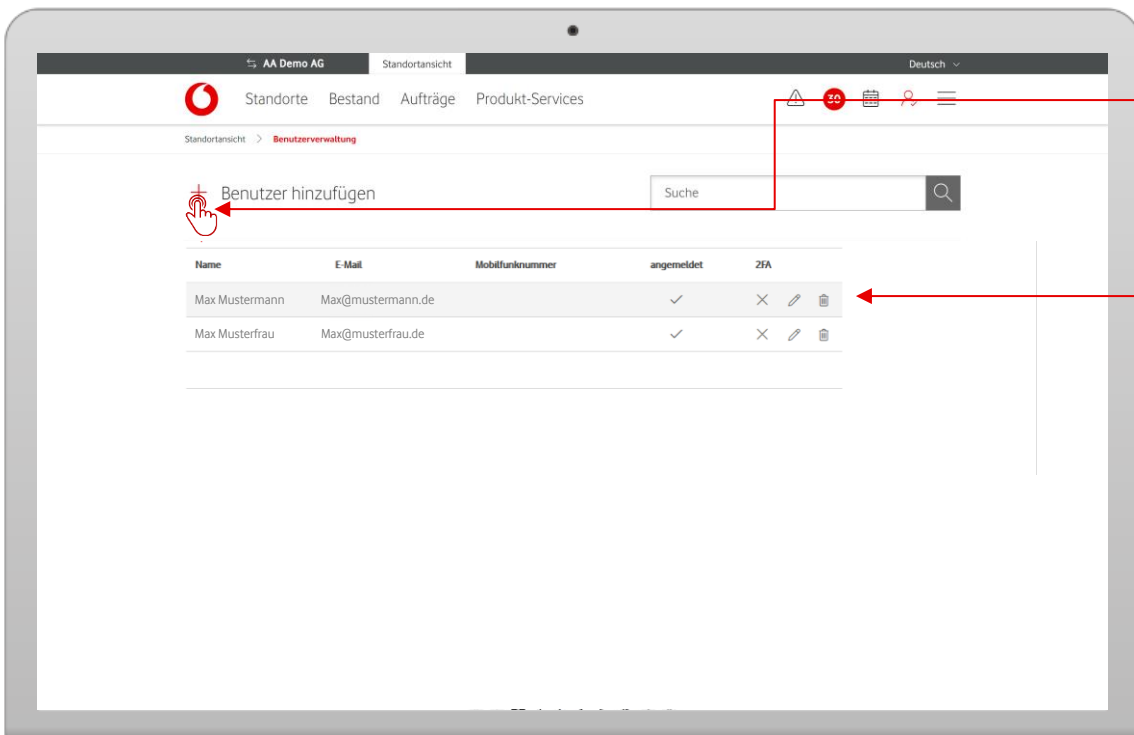 AA Demo AG Standortansicht Deutsch
Standorte Bestand Aufträge Produkt-Services 30
Standortansicht > Benutzerverwaltung
Benutzer hinzufügen Suche
Name E-Mail Mobilfunknummer angemeldet 2FA
Max Mustermann Max@mustermann.de
Max Musterfrau Max@musterfrau.de